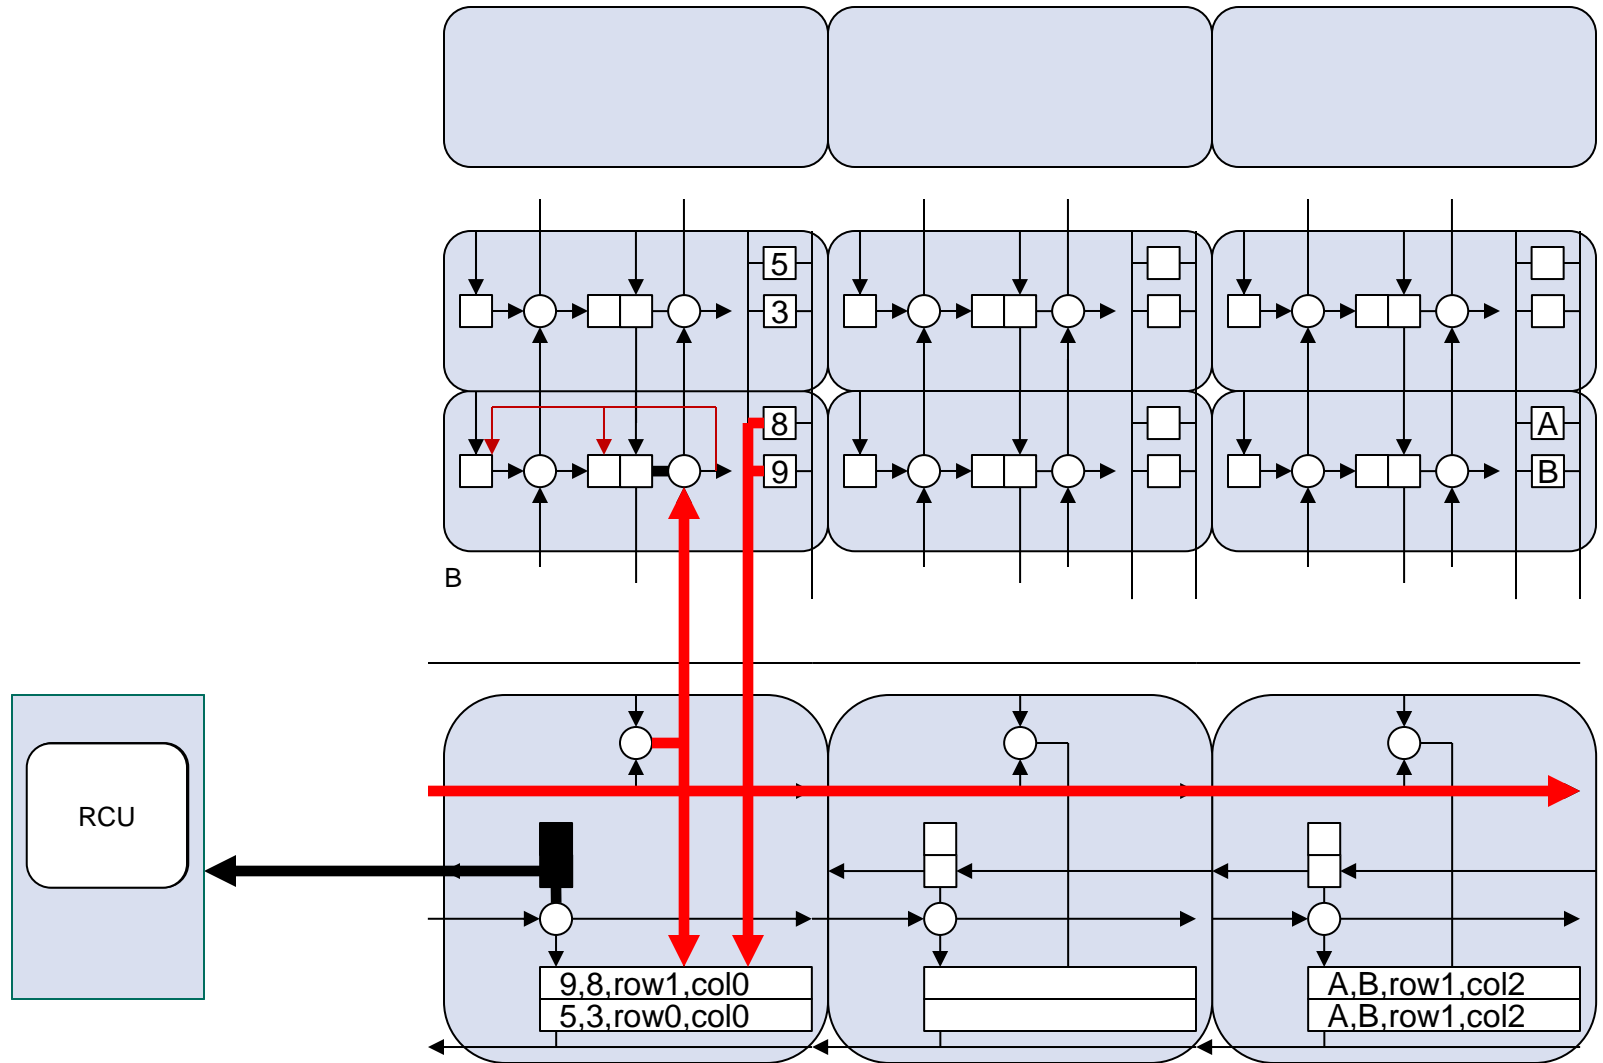 5
3
8
A
9
B
B
RCU
9,8,row1,col0
A,B,row1,col2
5,3,row0,col0
A,B,row1,col2